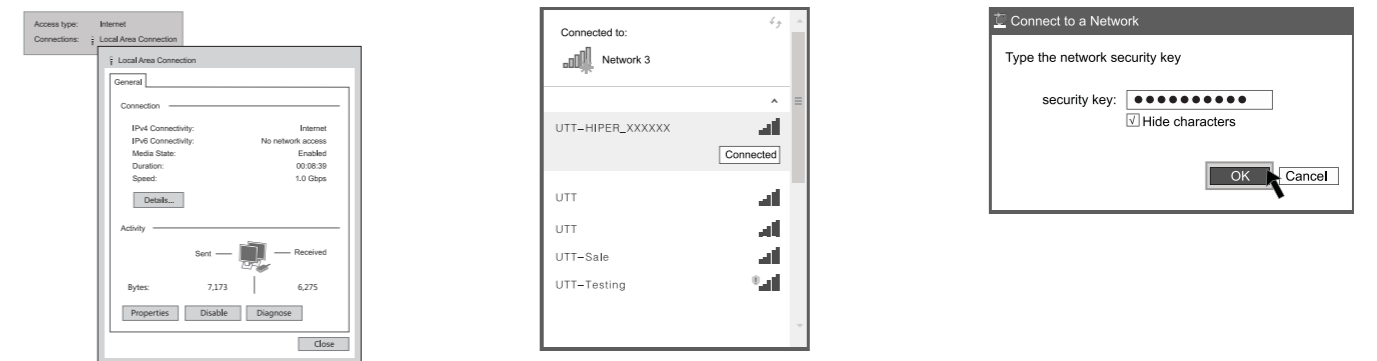 Access type: Internet
Connections: Local Area Connection
Local Area Connection
General
Connection
IPv4 Connectivity: Internet
IPv6 Connectivity: No network access
Media State: Enabled
Duration: 00:08:39
Speed: 1.0 Gbps
Details...
Activity
Sent Received
Bytes: 7,173 6,275
Properties Disable Diagnose
Close
Connected to:
Network 3
UTT-HIPER_XXXXXX
Connected
UTT
UTT
UTT-Sale
UTT-Testing
Connect to a Network
Type the network security key
security key: ●●●●●●●●●●
Hide characters
OK Cancel